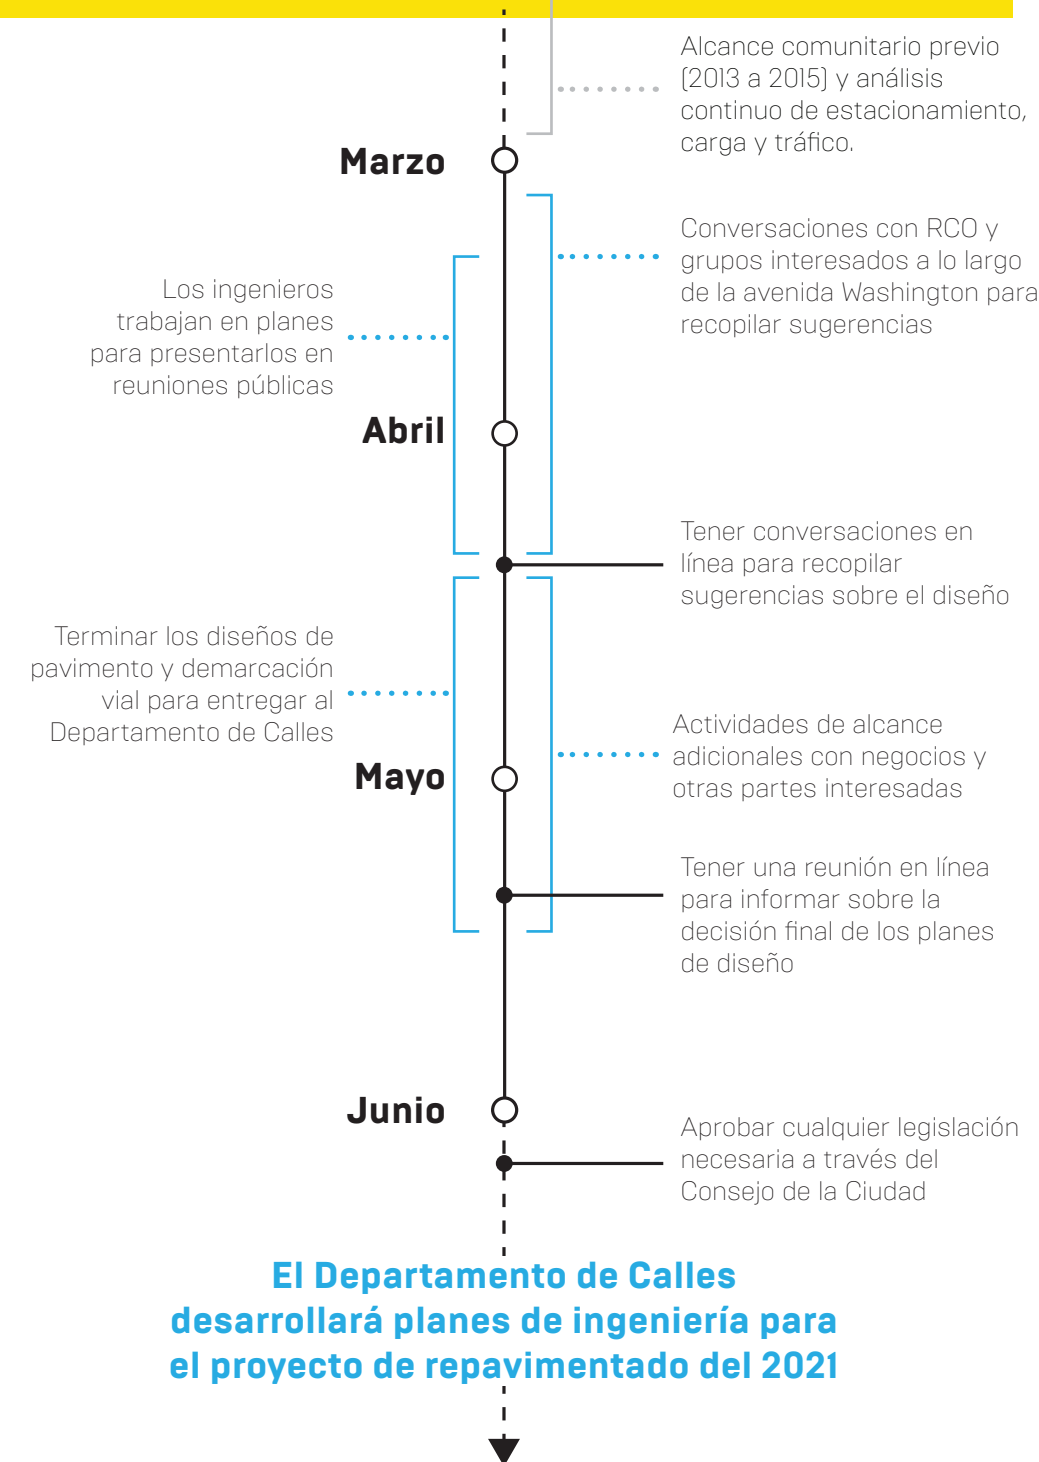 Alcance comunitario previo
(2013 a 2015) y análisis
continuo de estacionamiento,
carga y tráfico.
Marzo
Conversaciones con RCO y
grupos interesados a lo largo
de la avenida Washington para
recopilar sugerencias
Los ingenieros
trabajan en planes
para presentarlos en
reuniones públicas
Abril
Tener conversaciones en
línea para recopilar
sugerencias sobre el diseño
Terminar los diseños de
pavimento y demarcación
vial para entregar al
Departamento de Calles
Actividades de alcance
adicionales con negocios y
otras partes interesadas
Mayo
Tener una reunión en línea
para informar sobre la
decisión final de los planes
de diseño
Junio
Aprobar cualquier legislación
necesaria a través del
Consejo de la Ciudad
El Departamento de Calles
desarrollará planes de ingeniería para
el proyecto de repavimentado del 2021